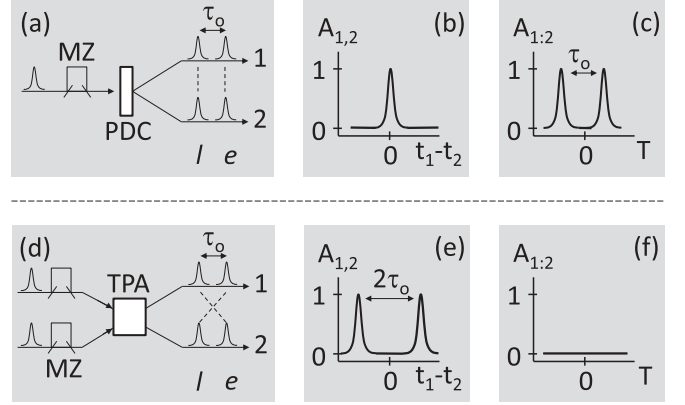 (a)
MZ
PDC
τo
1
2
l e
(b)
A1,2
1
0
0
t1-t2
(c)
A1:2
τo
1
0
0
T
(d)
MZ
TPA
τo
1
2
l e
(e)
A1,2
2τo
1
0
0
t1-t2
(f)
A1:2
1
0
0
T